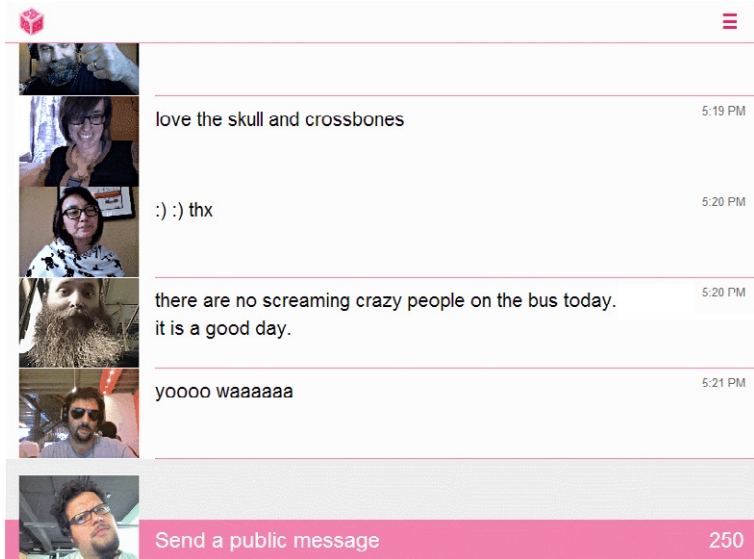 love the skull and crossbones
5:19 PM
:) :) thx
5:20 PM
there are no screaming crazy people on the bus today.
5:20 PM
it is a good day.
yoooo waaaaaa
5:21 PM
Send a public message
250